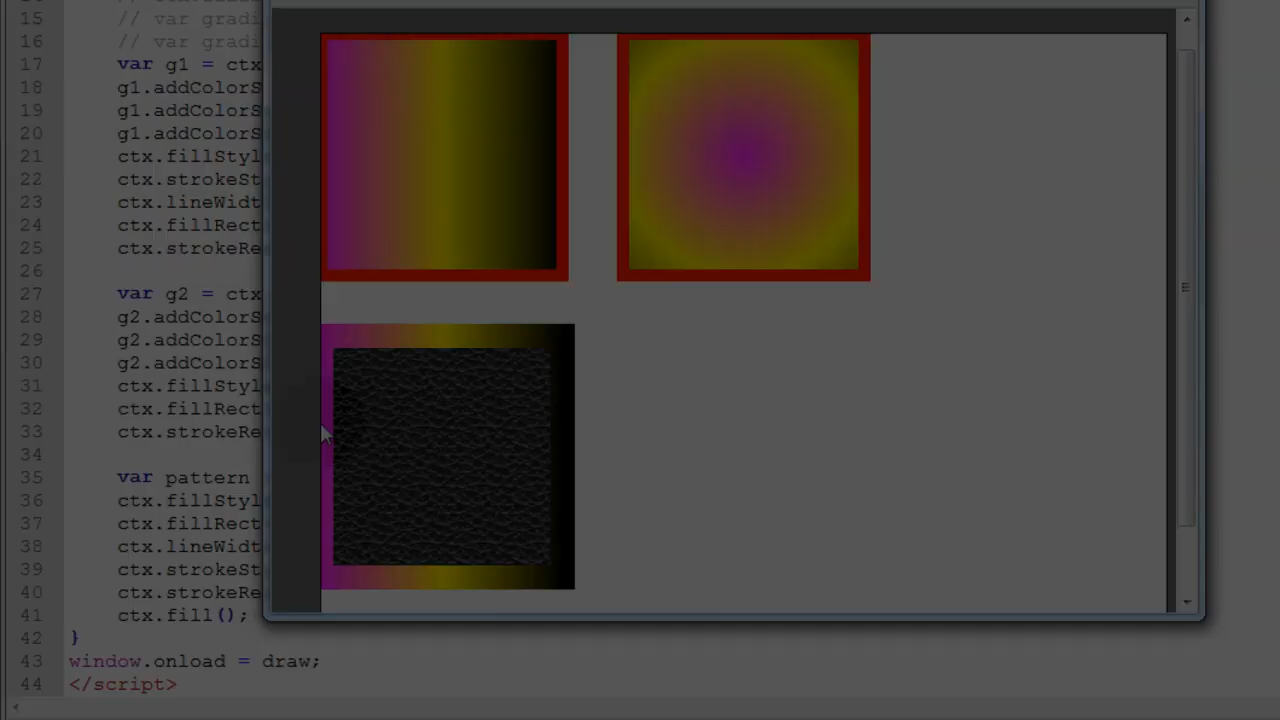 15 // var gradi
16 // var gradi
17 var g1 = ctx
18 g1.addColorS
19 g1.addColorS
20 g1.addColorS
21 ctx.fillStyl
22 ctx.strokeSt
23 ctx.lineWidt
24 ctx.fillRect
25 ctx.strokeRe
26
27 var g2 = ctx
28 g2.addColorS
29 g2.addColorS
30 g2.addColorS
31 ctx.fillStyl
32 ctx.fillRect
33 ctx.strokeRe
34
35 var pattern
36 ctx.fillStyl
37 ctx.fillRect
38 ctx.lineWidt
39 ctx.strokeSt
40 ctx.strokeRe
41 ctx.fill();
42 }
43 window.onload = draw;
44 </script>